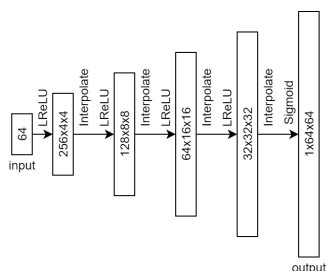 64
input
LReLU
256x4x4
Interpolate
LReLU
128x8x8
Interpolate
LReLU
64x16x16
Interpolate
LReLU
32x32x32
Interpolate
Sigmoid
1x64x64
output